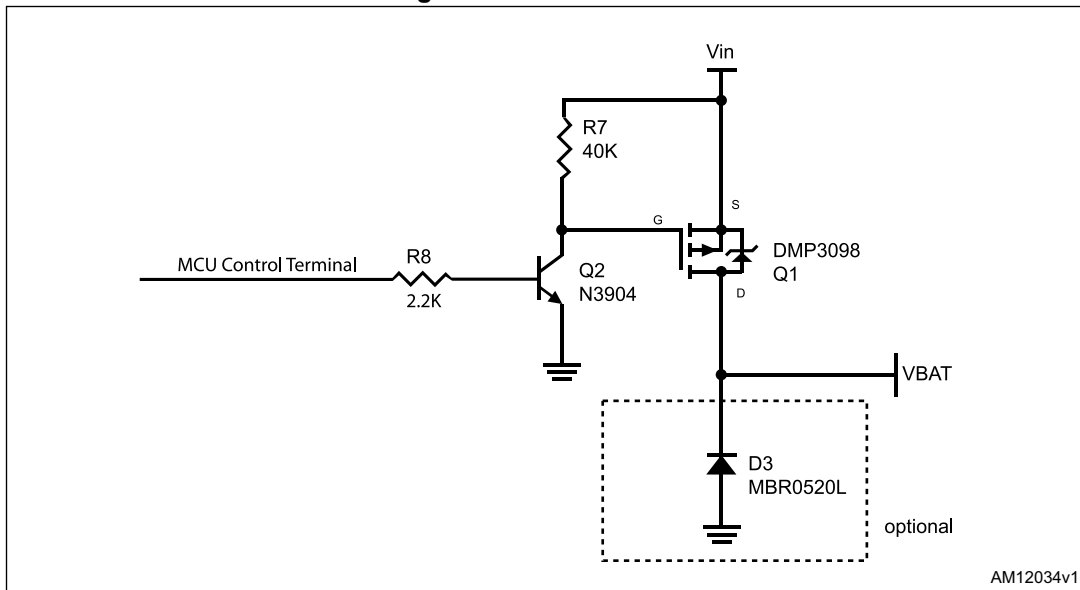 g
Vin
R7
40K
S
G
DMP3098
Q1
MCU Control Terminal
R8
2.2K
Q2
N3904
D
VBAT
D3
MBR0520L
optional
AM12034v1